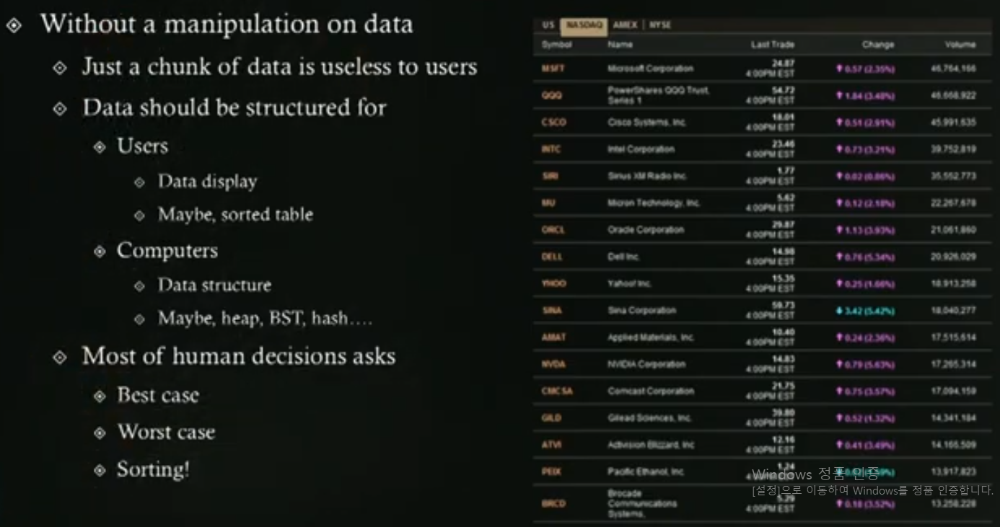 Without a manipulation on data
Just a chunk of data is useless to users
Data should be structured for
Users
Data display
Maybe, sorted table
Computers
Data structure
Maybe, heap, BST, hash….
Most of human decisions asks
Best case
Worst case
Sorting!
US NASDAQ AMEX | NYSE
Symbol Name Last Trade Change Volume
MSFT Microsoft Corporation 24.87 4:00PM EST 0.57 (2.35%) 46,764,166
QQQ PowerShares QQQ Trust, Series 1 54.72 4:00PM EST 1.84 (3.48%) 46,668,922
CSCO Cisco Systems, Inc. 18.01 4:00PM EST 0.51 (2.91%) 45,991,635
INTC Intel Corporation 23.46 4:00PM EST 0.73 (3.21%) 39,752,819
SIRI Sirius XM Radio Inc. 1.77 4:00PM EST 0.02 (0.86%) 35,552,773
MU Micron Technology, Inc. 5.62 4:00PM EST 0.12 (2.18%) 22,267,678
ORCL Oracle Corporation 29.87 4:00PM EST 1.13 (3.93%) 21,061,860
DELL Dell Inc. 14.98 4:00PM EST 0.76 (5.34%) 20,926,029
YHOO Yahoo! Inc. 15.35 4:00PM EST 0.25 (1.66%) 18,913,258
SINA Sina Corporation 59.73 4:00PM EST 3.42 (5.42%) 18,040,277
AMAT Applied Materials, Inc. 10.40 4:00PM EST 0.24 (2.36%) 17,515,614
NVDA NVIDIA Corporation 14.83 4:00PM EST 0.79 (5.63%) 17,265,314
CMCSA Comcast Corporation 21.75 4:00PM EST 0.75 (3.57%) 17,094,159
GILD Gilead Sciences, Inc. 39.80 4:00PM EST 0.52 (1.32%) 14,341,184
ATVI Activision Blizzard, Inc 12.16 4:00PM EST 0.41 (3.49%) 14,165,509
PEIX Pacific Ethanol, Inc. 1.24 13,917,823
BRCD Brocade Communications Systems, 5.29 4:00PM EST 0.18 (3.52%) 13,258,228
Windows 정품 인증
[설정]으로 이동하여 Windows를 정품 인증합니다.